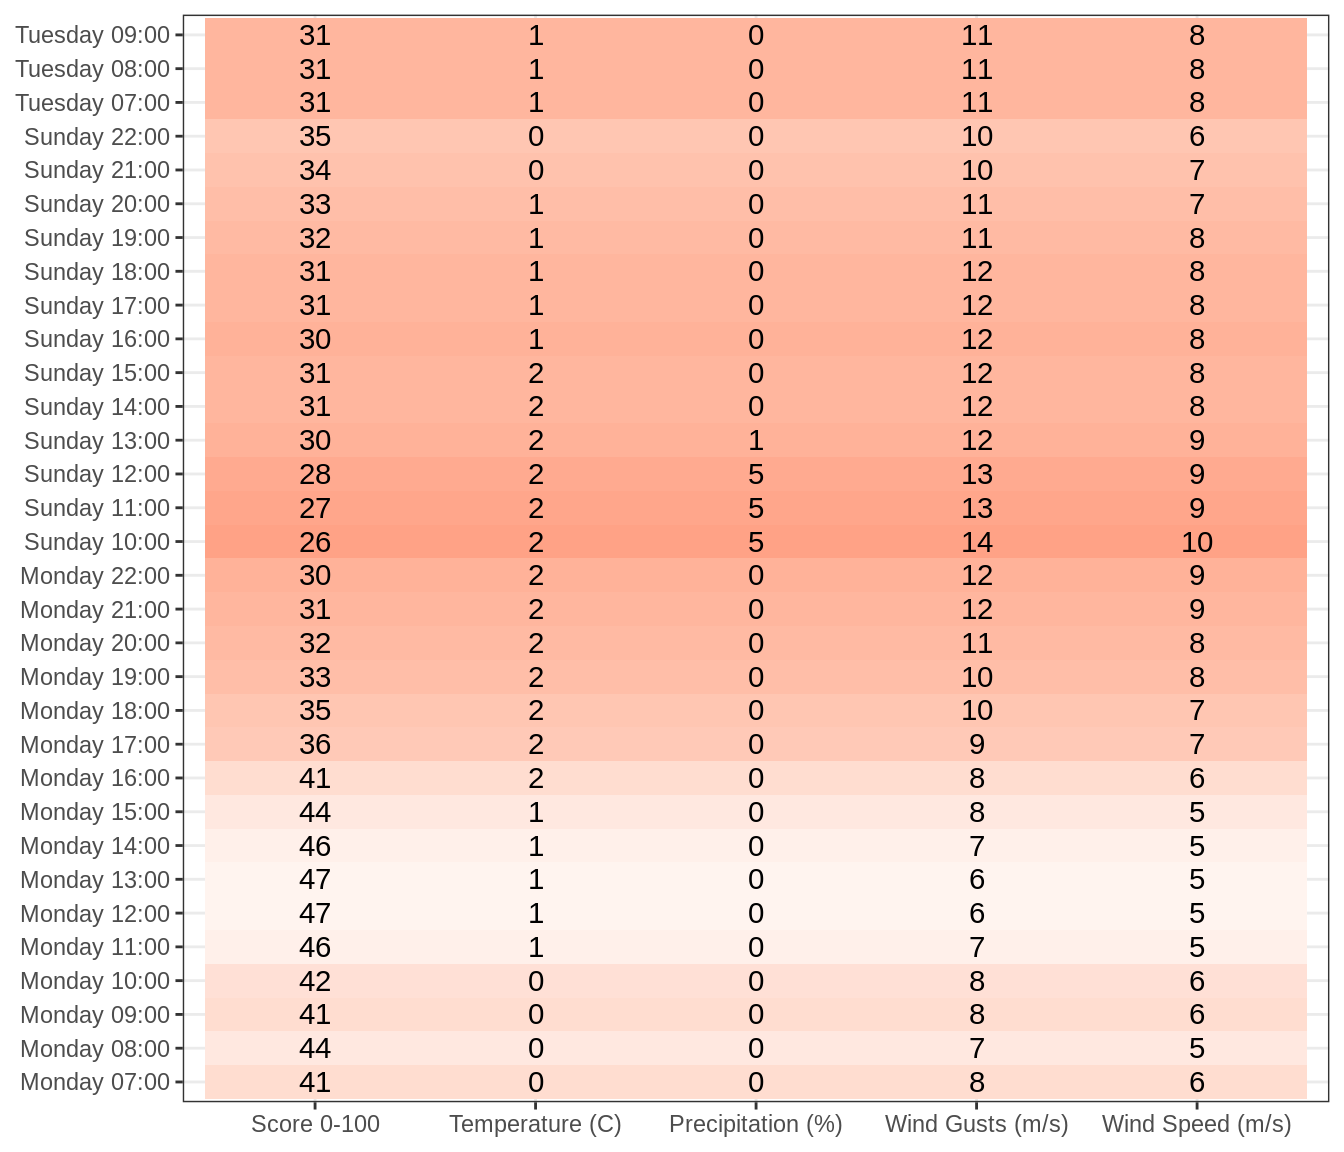 Tuesday 09:00 31 1 0 11 8
Tuesday 08:00 31 1 0 11 8
Tuesday 07:00 31 1 0 11 8
Sunday 22:00 35 0 0 10 6
Sunday 21:00 34 0 0 10 7
Sunday 20:00 33 1 0 11 7
Sunday 19:00 32 1 0 11 8
Sunday 18:00 31 1 0 12 8
Sunday 17:00 31 1 0 12 8
Sunday 16:00 30 1 0 12 8
Sunday 15:00 31 2 0 12 8
Sunday 14:00 31 2 0 12 8
Sunday 13:00 30 2 1 12 9
Sunday 12:00 28 2 5 13 9
Sunday 11:00 27 2 5 13 9
Sunday 10:00 26 2 5 14 10
Monday 22:00 30 2 0 12 9
Monday 21:00 31 2 0 12 9
Monday 20:00 32 2 0 11 8
Monday 19:00 33 2 0 10 8
Monday 18:00 35 2 0 10 7
Monday 17:00 36 2 0 9 7
Monday 16:00 41 2 0 8 6
Monday 15:00 44 1 0 8 5
Monday 14:00 46 1 0 7 5
Monday 13:00 47 1 0 6 5
Monday 12:00 47 1 0 6 5
Monday 11:00 46 1 0 7 5
Monday 10:00 42 0 0 8 6
Monday 09:00 41 0 0 8 6
Monday 08:00 44 0 0 7 5
Monday 07:00 41 0 0 8 6
Score 0-100 Temperature (C) Precipitation (%) Wind Gusts (m/s) Wind Speed (m/s)